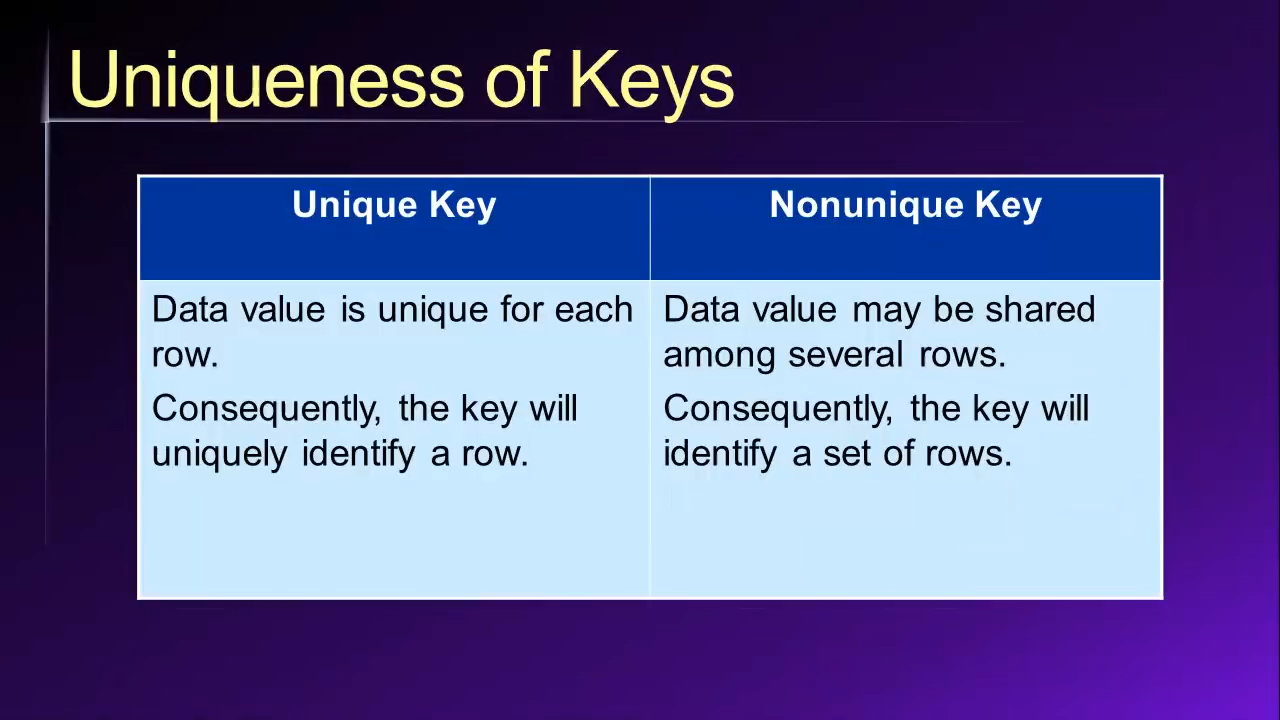 Uniqueness of Keys
Unique Key
Nonunique Key
Data value is unique for each
row.
Consequently, the key will
uniquely identify a row.
Data value may be shared
among several rows.
Consequently, the key will
identify a set of rows.